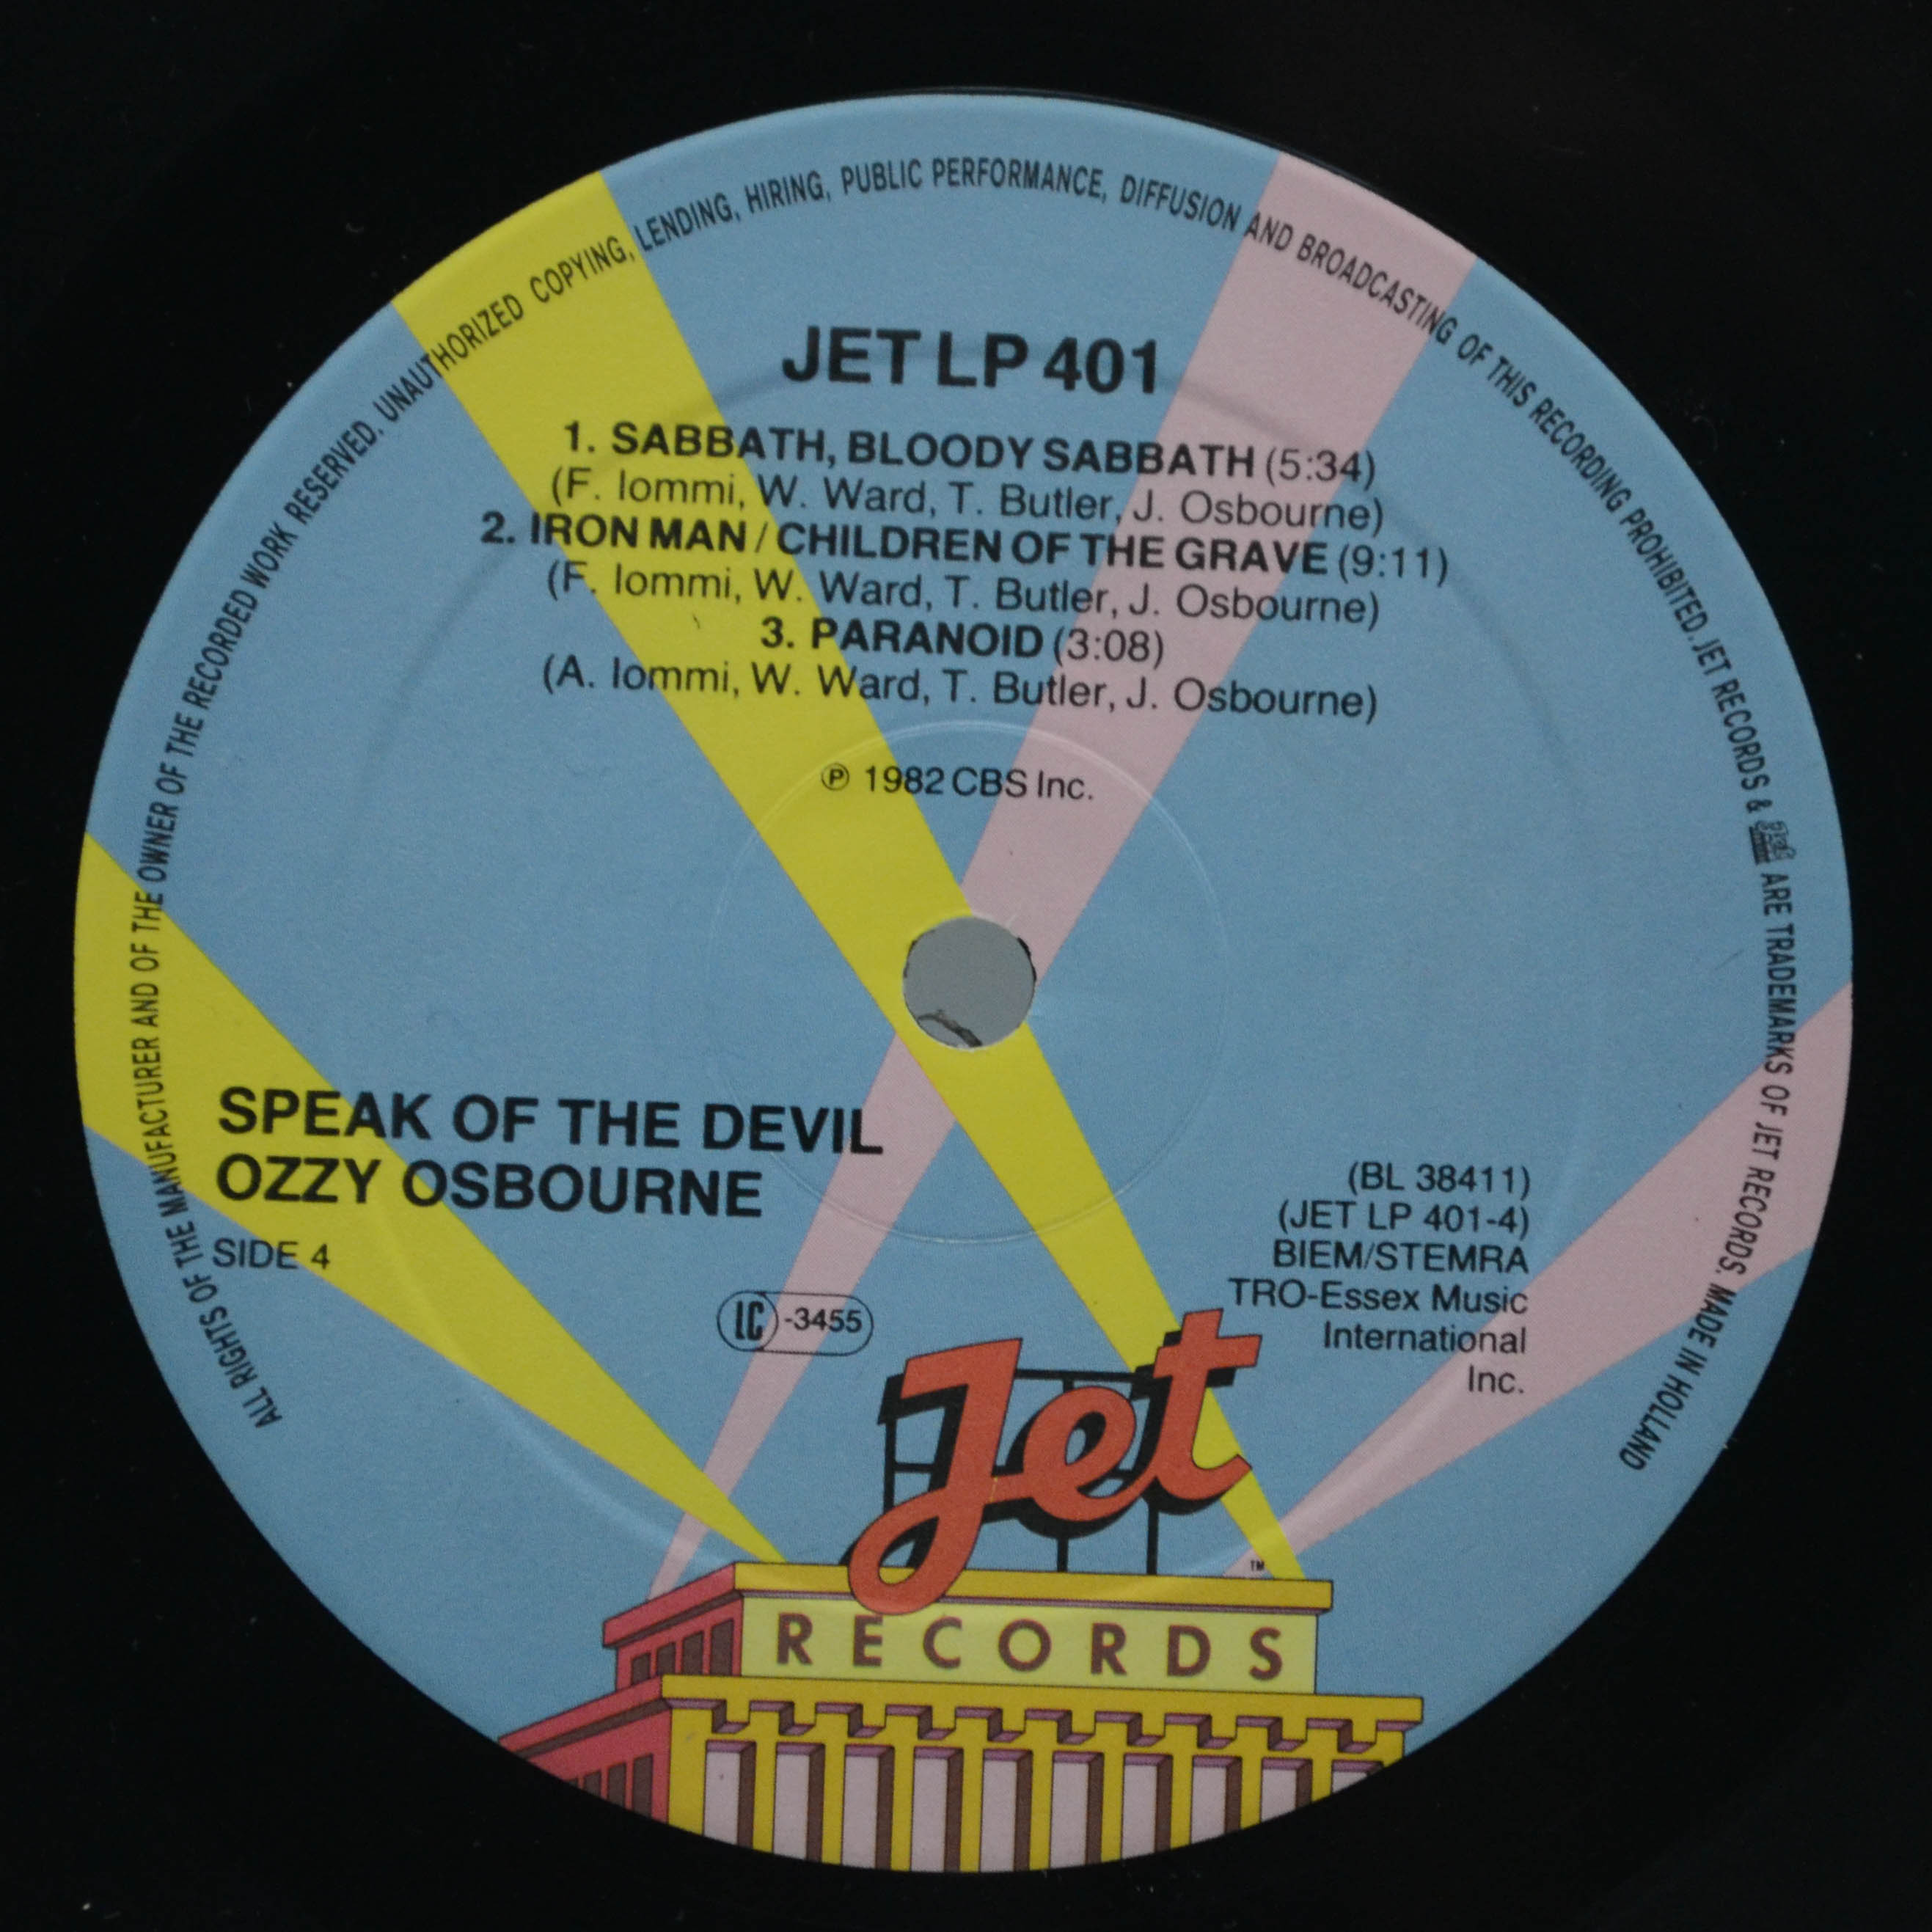 ALL RIGHTS OF THE MANUFACTURER AND OF THE OWNER OF THE RECORDED WORK RESERVED. UNAUTHORIZED COPYING, LENDING, HIRING, PUBLIC PERFORMANCE, DIFFUSION AND BROADCASTING OF THIS RECORDING PROHIBITED. JET RECORDS & Jet ARE TRADEMARKS OF JET RECORDS. MADE IN HOLLAND
JET LP 401
1. SABBATH, BLOODY SABBATH (5:34)
(F. Iommi, W. Ward, T. Butler, J. Osbourne)
2. IRON MAN / CHILDREN OF THE GRAVE (9:11)
(F. Iommi, W. Ward, T. Butler, J. Osbourne)
3. PARANOID (3:08)
(A. Iommi, W. Ward, T. Butler, J. Osbourne)
℗ 1982 CBS Inc.
SPEAK OF THE DEVIL
OZZY OSBOURNE
SIDE 4
LC -3455
(BL 38411)
(JET LP 401-4)
BIEM/STEMRA
TRO-Essex Music
International
Inc.
Jet
TM
RECORDS